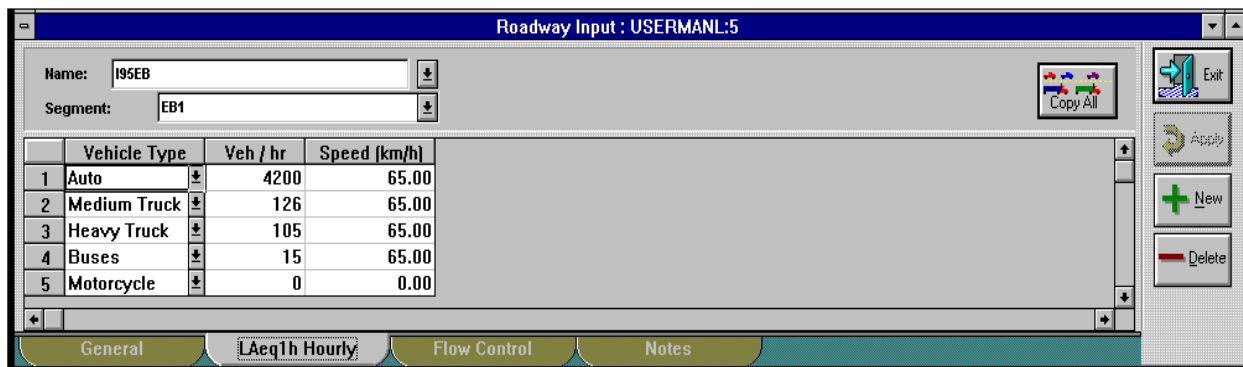 Roadway Input : USERMANL:5
Name: I95EB
Segment: EB1
Copy All
Exit
Apply
New
Delete
Vehicle Type Veh / hr Speed (km/h)
1 Auto 4200 65.00
2 Medium Truck 126 65.00
3 Heavy Truck 105 65.00
4 Buses 15 65.00
5 Motorcycle 0 0.00
General LAeq1h Hourly Flow Control Notes